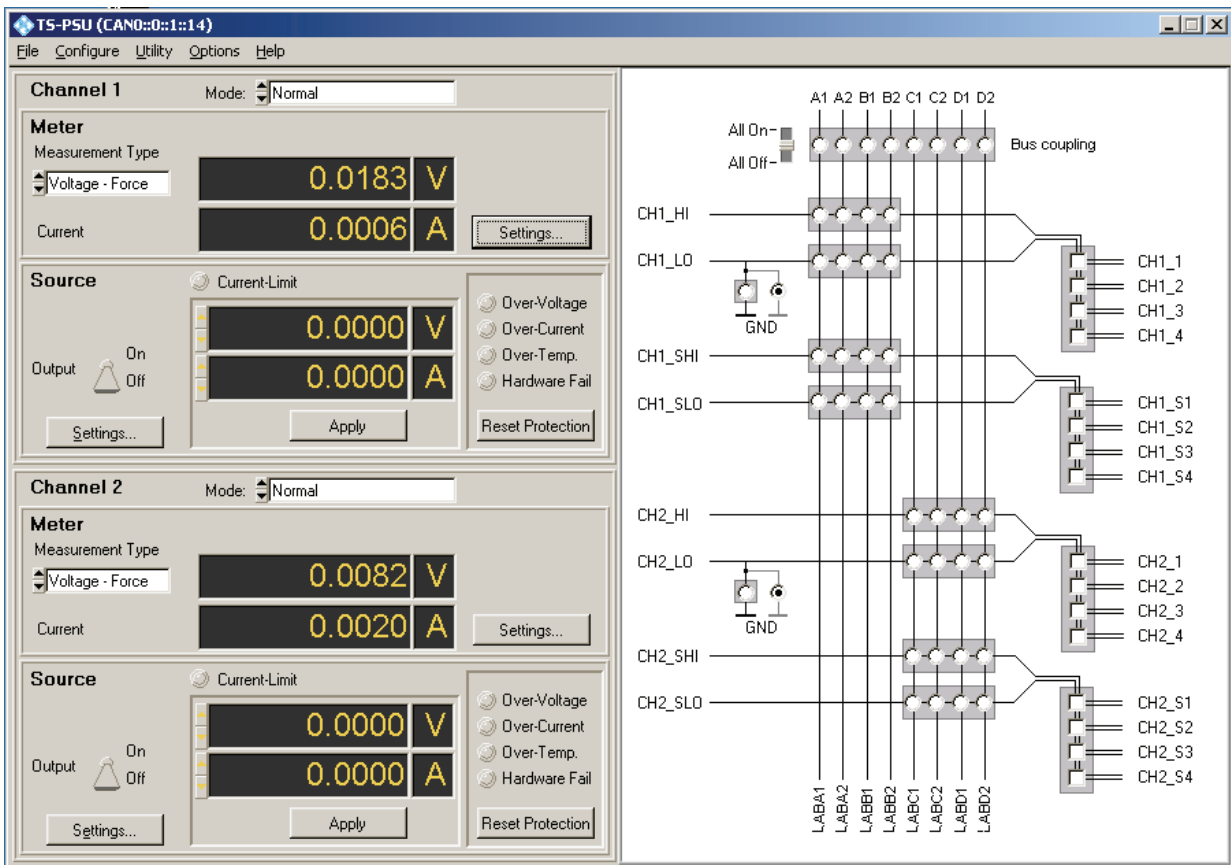 TS-PSU (CAN0::0::1::14)
File Configure Utility Options Help
Channel 1
Mode: Normal
Meter
Measurement Type
Voltage - Force
0.0183 V
Current
0.0006 A
Settings...
Source
Current-Limit
0.0000 V
0.0000 A
Output
On
Off
Settings...
Apply
Over-Voltage
Over-Current
Over-Temp.
Hardware Fail
Reset Protection
Channel 2
Mode: Normal
Meter
Measurement Type
Voltage - Force
0.0082 V
Current
0.0020 A
Settings...
Source
Current-Limit
0.0000 V
0.0000 A
Output
On
Off
Settings...
Apply
Over-Voltage
Over-Current
Over-Temp.
Hardware Fail
Reset Protection
A1 A2 B1 B2 C1 C2 D1 D2
All On
All Off
Bus coupling
CH1_HI
CH1_LO
GND
CH1_1
CH1_2
CH1_3
CH1_4
CH1_SHI
CH1_SLO
CH1_S1
CH1_S2
CH1_S3
CH1_S4
CH2_HI
CH2_LO
GND
CH2_1
CH2_2
CH2_3
CH2_4
CH2_SHI
CH2_SLO
CH2_S1
CH2_S2
CH2_S3
CH2_S4
LABA1
LABA2
LABB1
LABB2
LABC1
LABC2
LABD1
LABD2